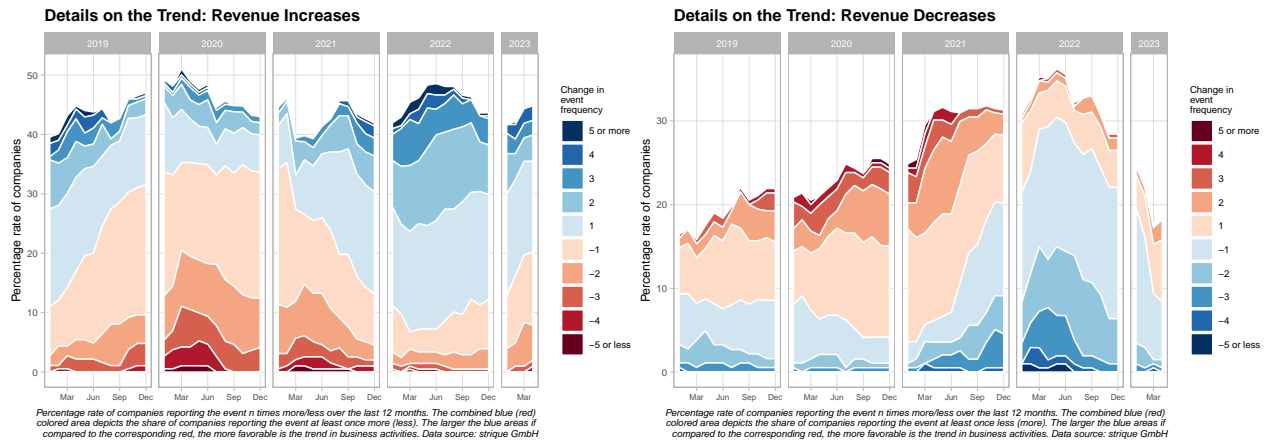 Details on the Trend: Revenue Increases
2019
2020
2021
2022
2023
Percentage rate of companies
50
40
30
20
10
0
Mar Jun Sep Dec
Mar Jun Sep Dec
Mar Jun Sep Dec
Mar Jun Sep Dec
Mar
Change in
event
frequency
5 or more
4
3
2
1
−1
−2
−3
−4
−5 or less
Percentage rate of companies reporting the event n times more/less over the last 12 months. The combined blue (red)
colored area depicts the share of companies reporting the event at least once more (less). The larger the blue areas if
compared to the corresponding red, the more favorable is the trend in business activities. Data source: strique GmbH
Details on the Trend: Revenue Decreases
2019
2020
2021
2022
2023
Percentage rate of companies
30
20
10
0
Mar Jun Sep Dec
Mar Jun Sep Dec
Mar Jun Sep Dec
Mar Jun Sep Dec
Mar
Change in
event
frequency
5 or more
4
3
2
1
−1
−2
−3
−4
−5 or less
Percentage rate of companies reporting the event n times more/less over the last 12 months. The combined blue (red)
colored area depicts the share of companies reporting the event at least once less (more). The larger the blue areas if
compared to the corresponding red, the more favorable is the trend in business activities. Data source: strique GmbH